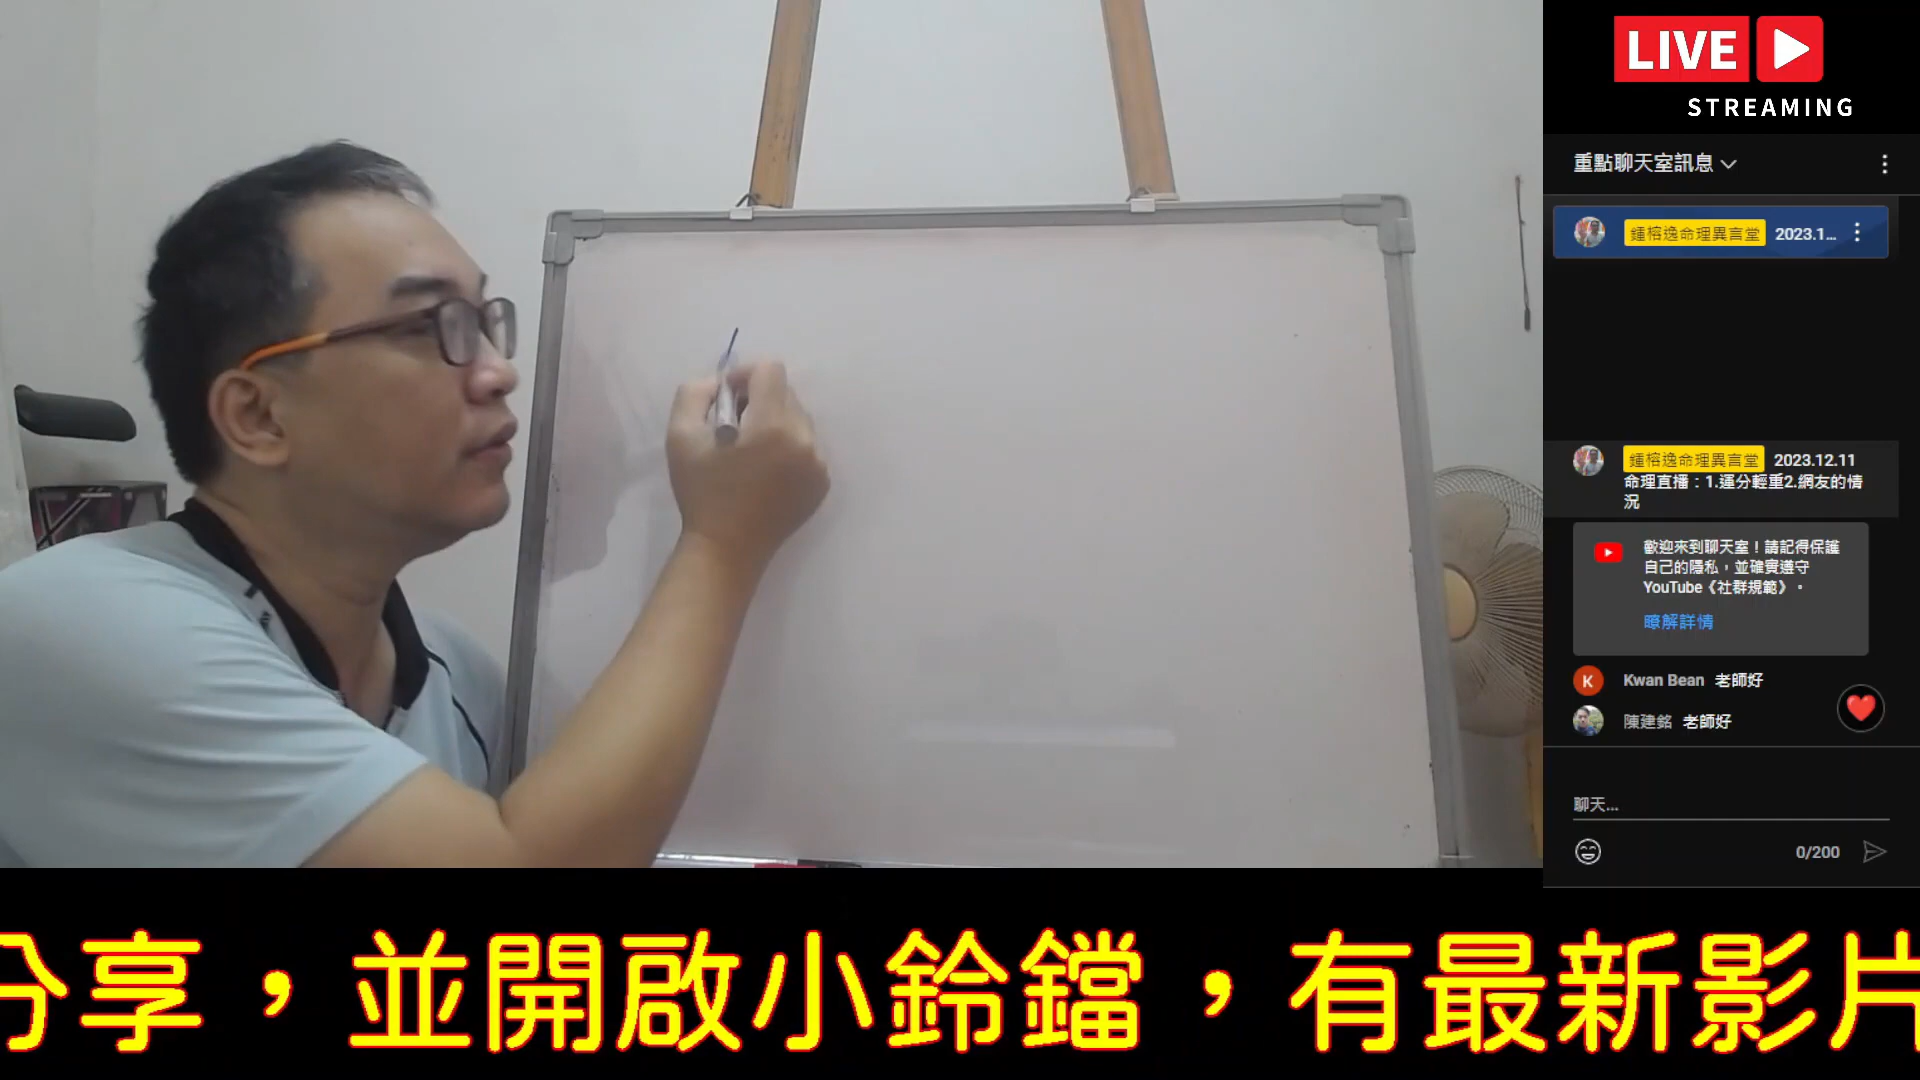 LIVE
STREAMING
重點聊天室訊息
鍾榕逸命理異言堂 2023.1...
鍾榕逸命理異言堂 2023.12.11
命理直播：1.運分輕重2.網友的情
況
歡迎來到聊天室！請記得保護
自己的隱私，並確實遵守
YouTube《社群規範》。
瞭解詳情
K Kwan Bean 老師好
陳建銘 老師好
聊天...
0/200
分享，並開啟小鈴鐺，有最新影片